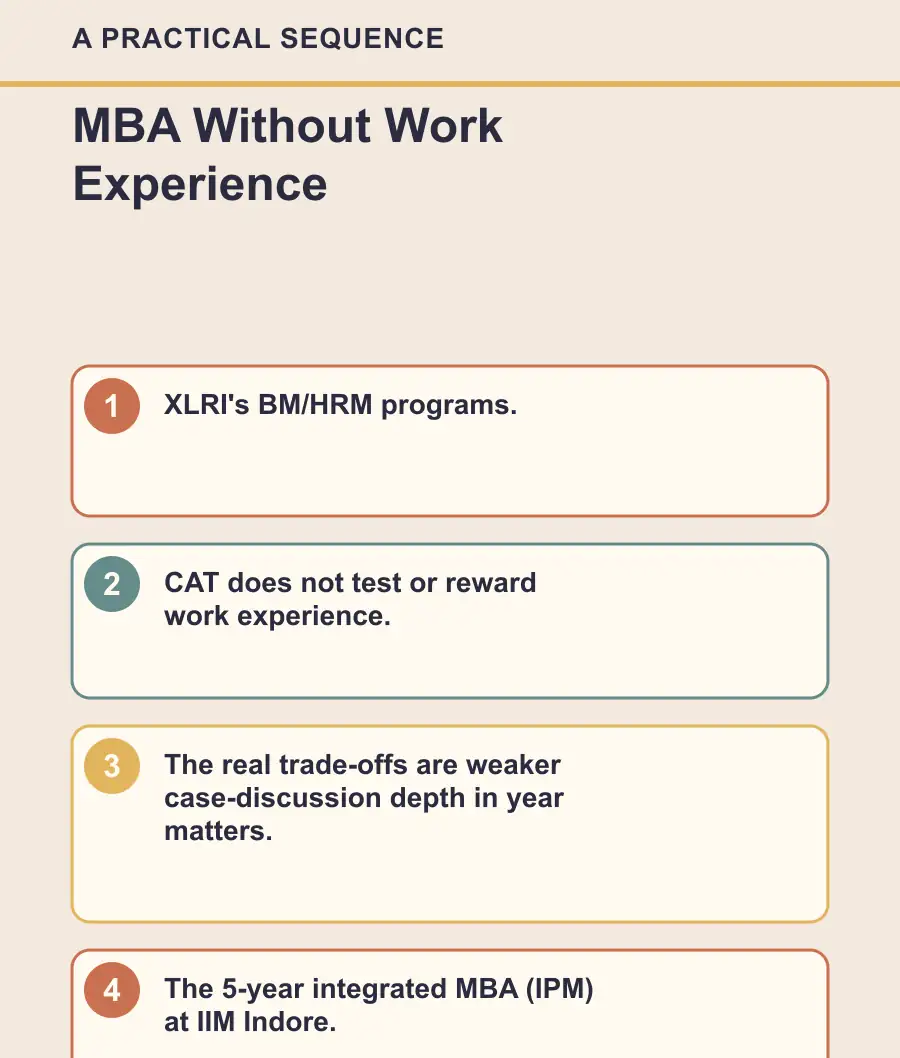 A PRACTICAL SEQUENCE
MBA Without Work
Experience
1
XLRI's BM/HRM programs.
2
CAT does not test or reward
work experience.
3
The real trade-offs are weaker
case-discussion depth in year
matters.
4
The 5-year integrated MBA (IPM)
at IIM Indore.